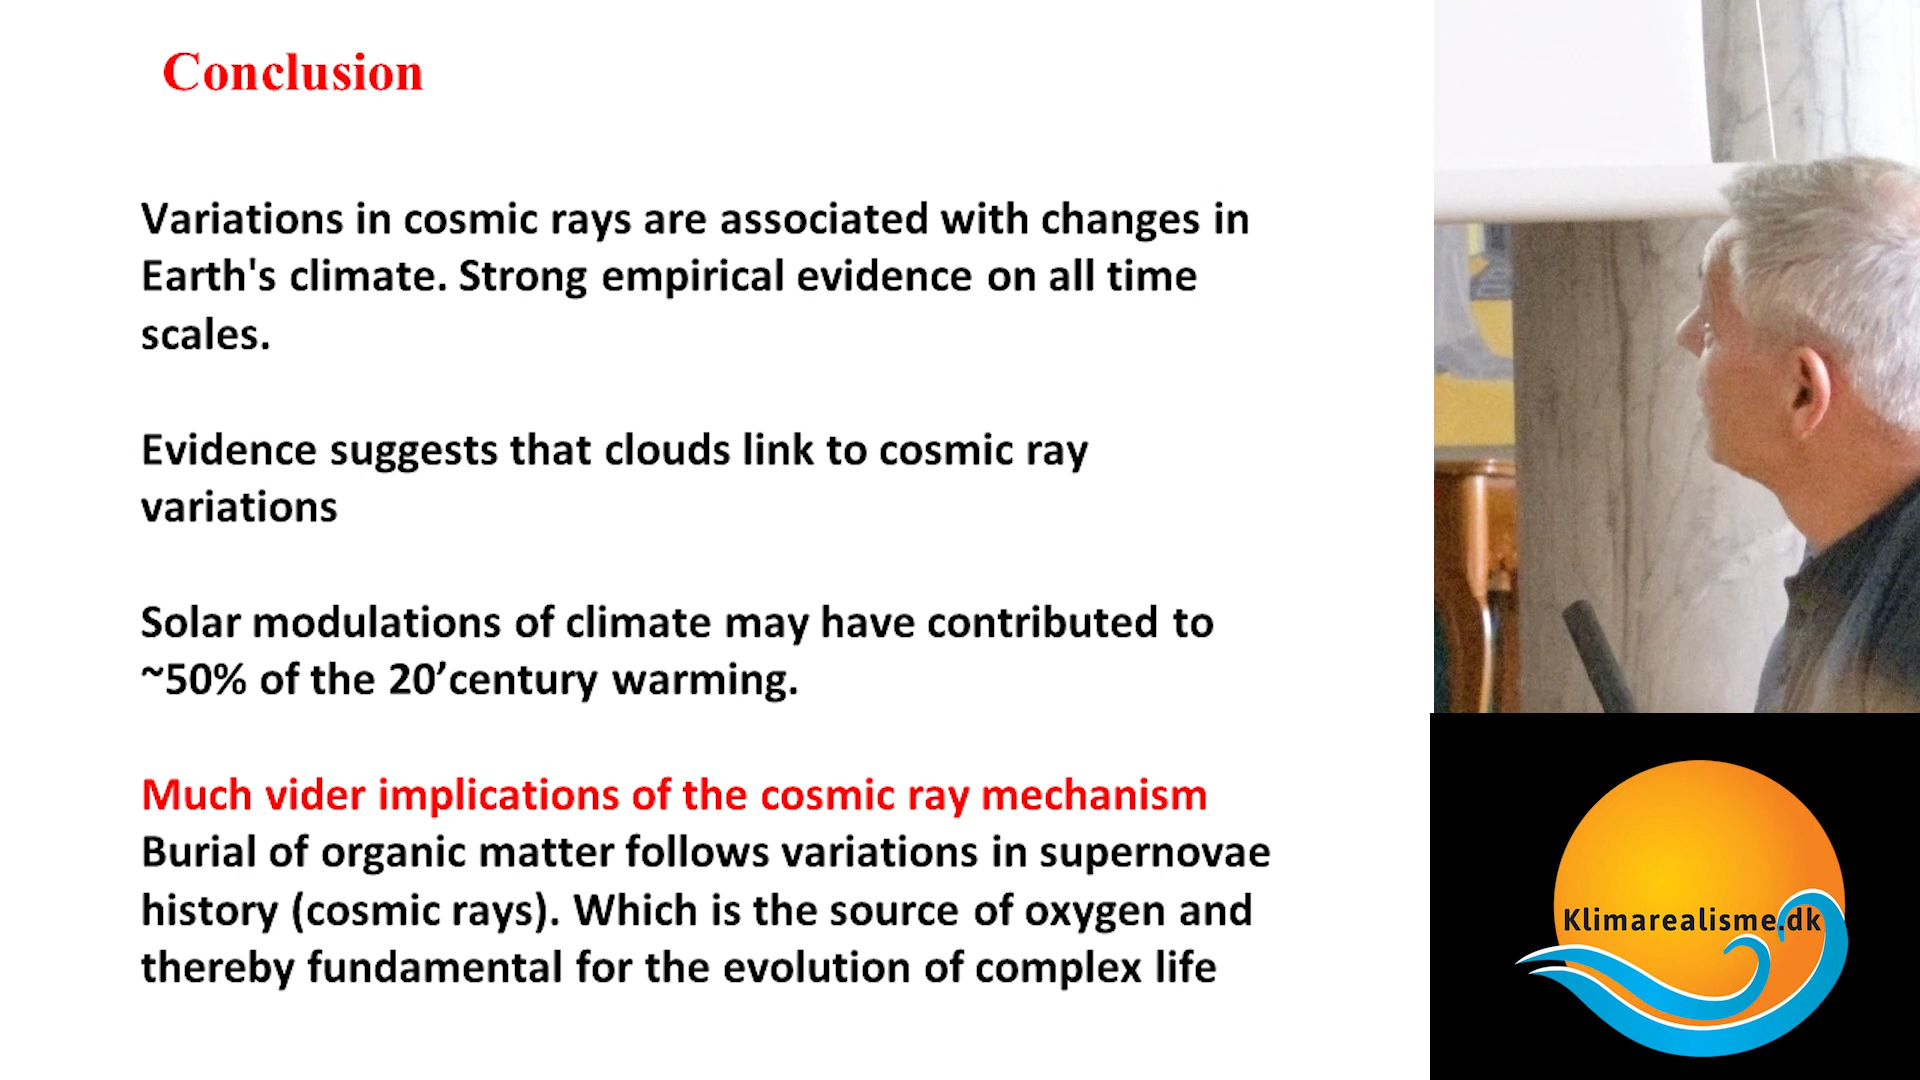 Conclusion
Variations in cosmic rays are associated with changes in
Earth's climate. Strong empirical evidence on all time
scales.
Evidence suggests that clouds link to cosmic ray
variations
Solar modulations of climate may have contributed to
~50% of the 20’century warming.
Much vider implications of the cosmic ray mechanism
Burial of organic matter follows variations in supernovae
history (cosmic rays). Which is the source of oxygen and
thereby fundamental for the evolution of complex life
Klimarealisme.dk